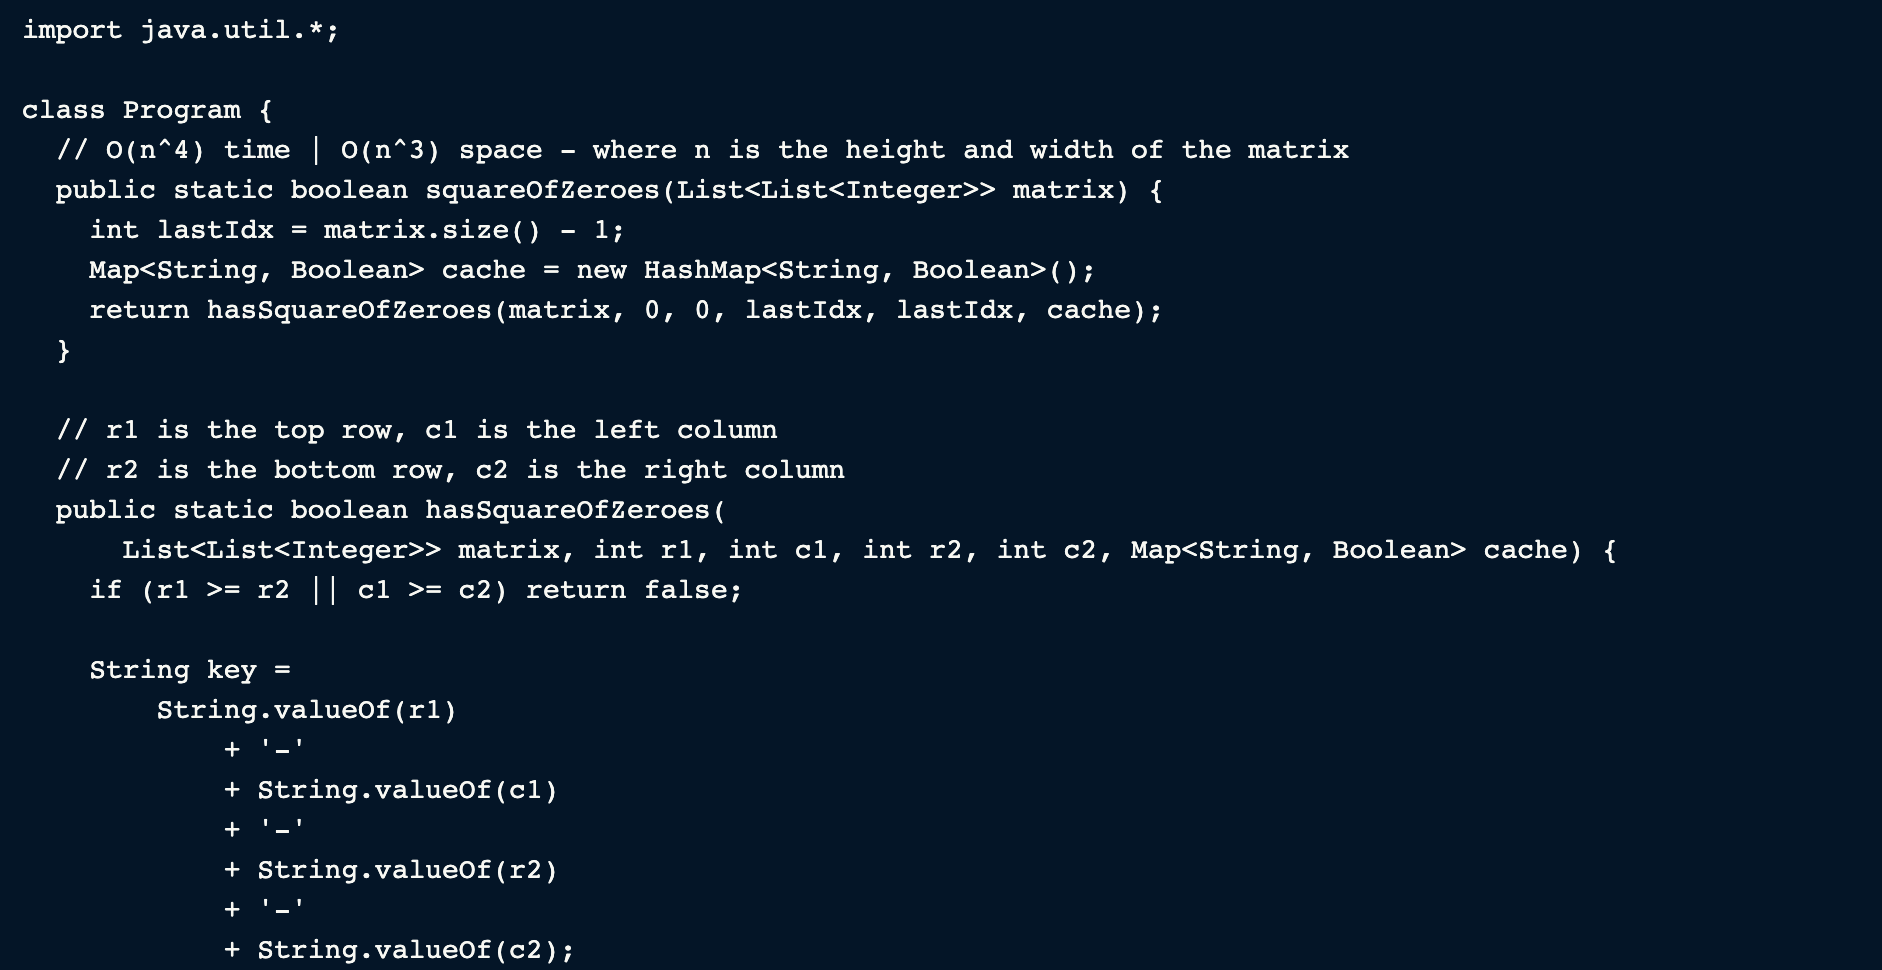 import java.util.*;

class Program {
  // O(n^4) time | O(n^3) space - where n is the height and width of the matrix
  public static boolean squareOfZeroes(List<List<Integer>> matrix) {
    int lastIdx = matrix.size() - 1;
    Map<String, Boolean> cache = new HashMap<String, Boolean>();
    return hasSquareOfZeroes(matrix, 0, 0, lastIdx, lastIdx, cache);
  }

  // r1 is the top row, c1 is the left column
  // r2 is the bottom row, c2 is the right column
  public static boolean hasSquareOfZeroes(
      List<List<Integer>> matrix, int r1, int c1, int r2, int c2, Map<String, Boolean> cache) {
    if (r1 >= r2 || c1 >= c2) return false;

    String key =
        String.valueOf(r1)
            + '-'
            + String.valueOf(c1)
            + '-'
            + String.valueOf(r2)
            + '-'
            + String.valueOf(c2);